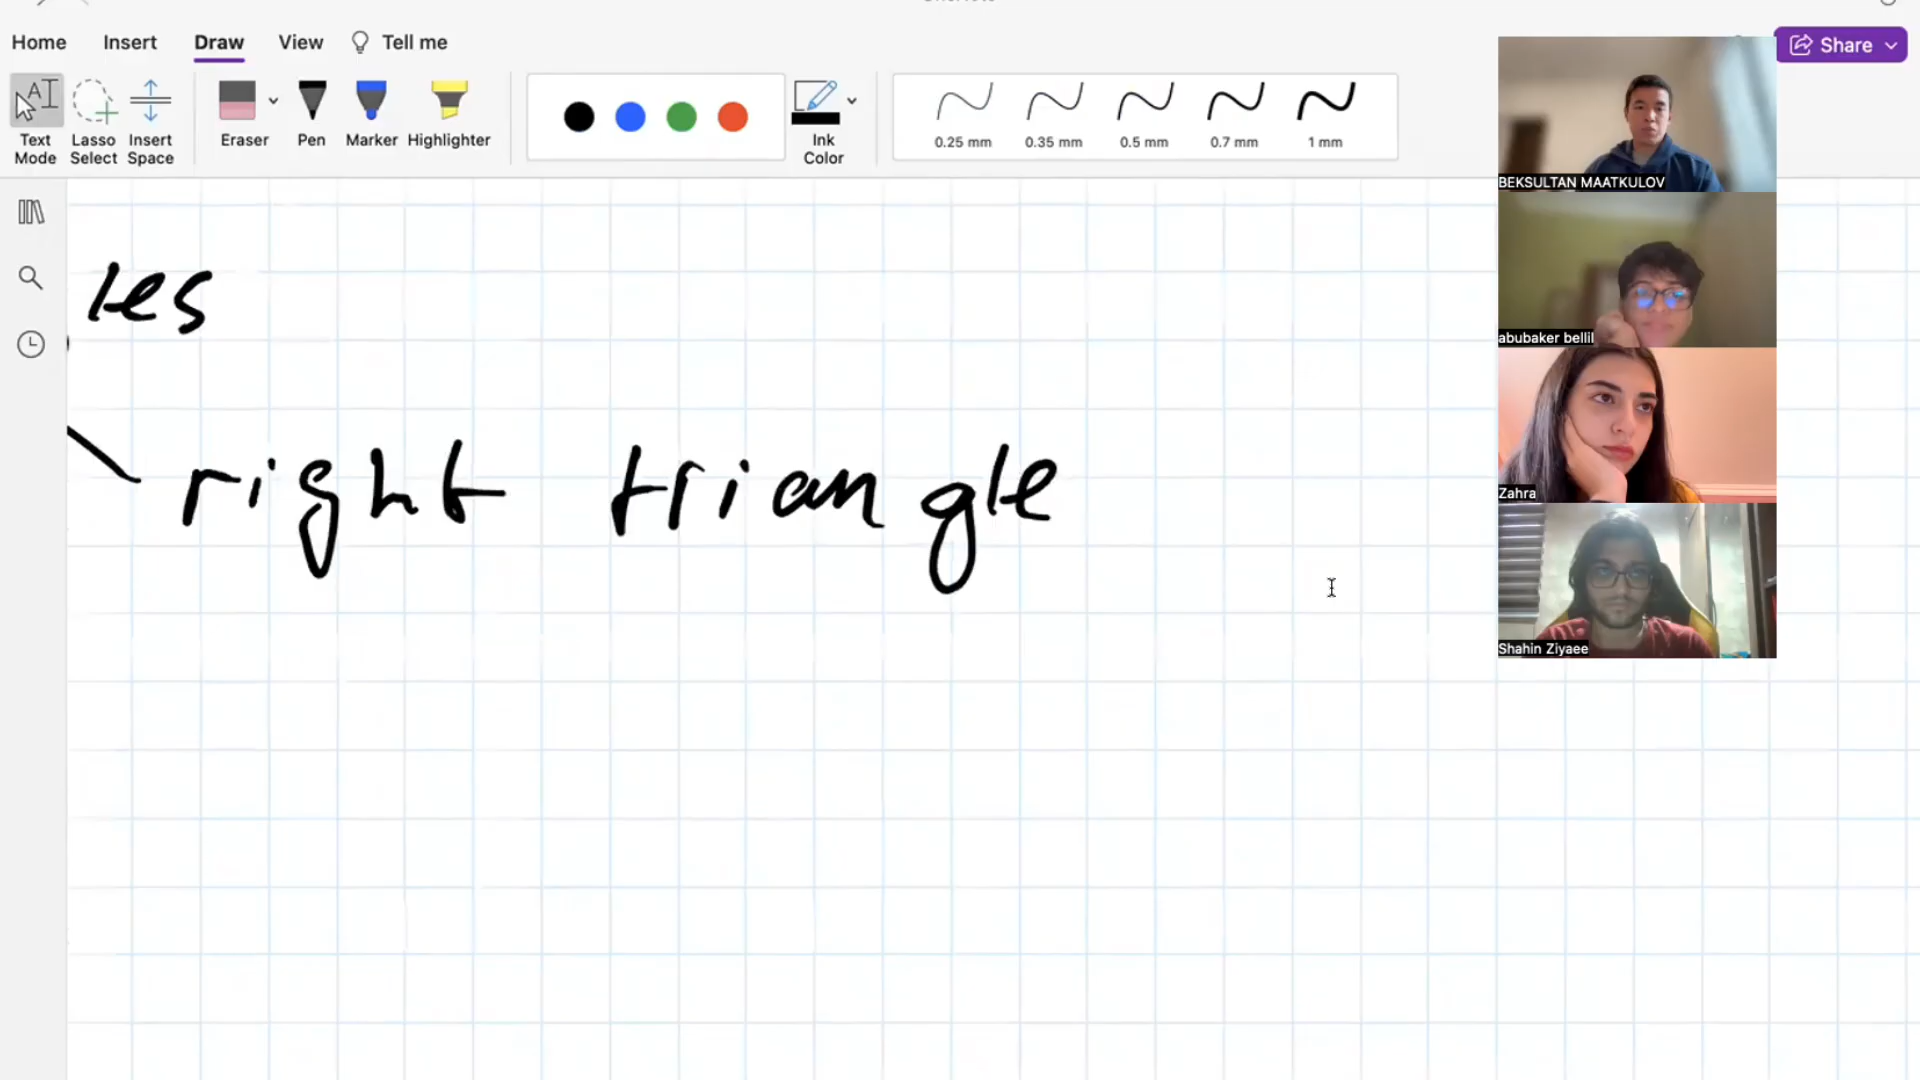 Home Insert Draw View Tell me Share
Text Mode
Lasso Select
Insert Space
Eraser
Pen
Marker
Highlighter
Ink Color
0.25 mm
0.35 mm
0.5 mm
0.7 mm
1 mm
BEKSULTAN MAATKULOV
abubaker bellil
Zahra
Shahin Ziyaee
les
right triangle